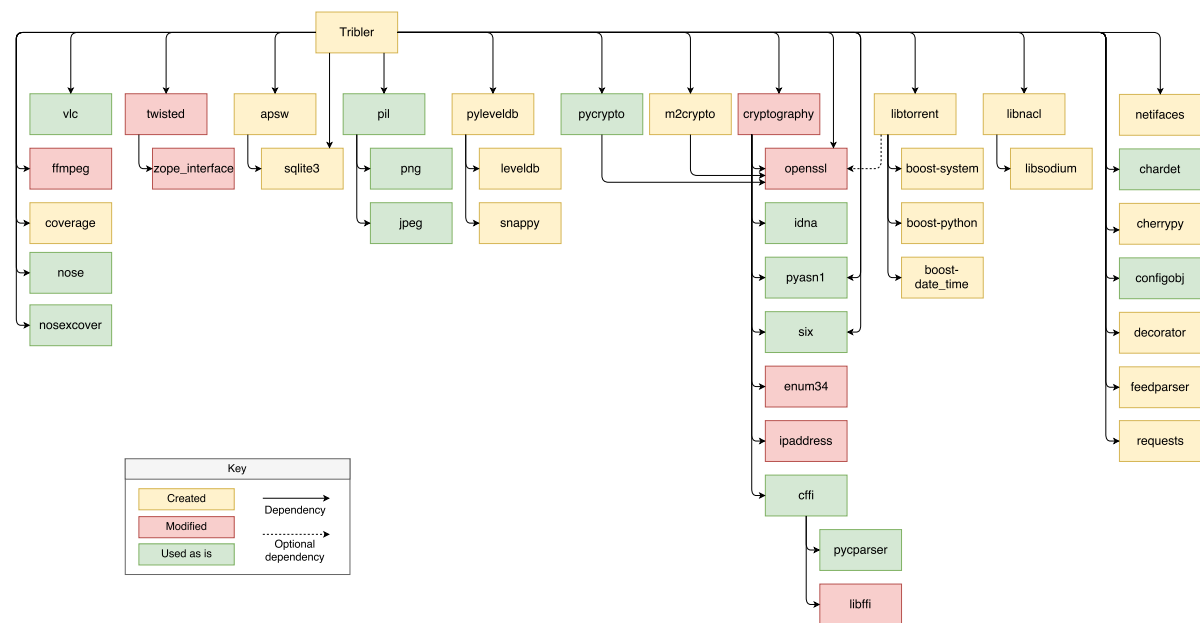 Tribler
vlc
twisted
apsw
pil
pyleveldb
pycrypto
m2crypto
cryptography
libtorrent
libnacl
netifaces
ffmpeg
zope_interface
sqlite3
png
leveldb
openssl
boost-system
libsodium
chardet
coverage
jpeg
snappy
idna
boost-python
cherrypy
nose
pyasn1
boost-
date_time
configobj
nosexcover
six
decorator
enum34
feedparser
ipaddress
requests
Key
Created
Dependency
Modified
Optional
dependency
Used as is
cffi
pycparser
libffi